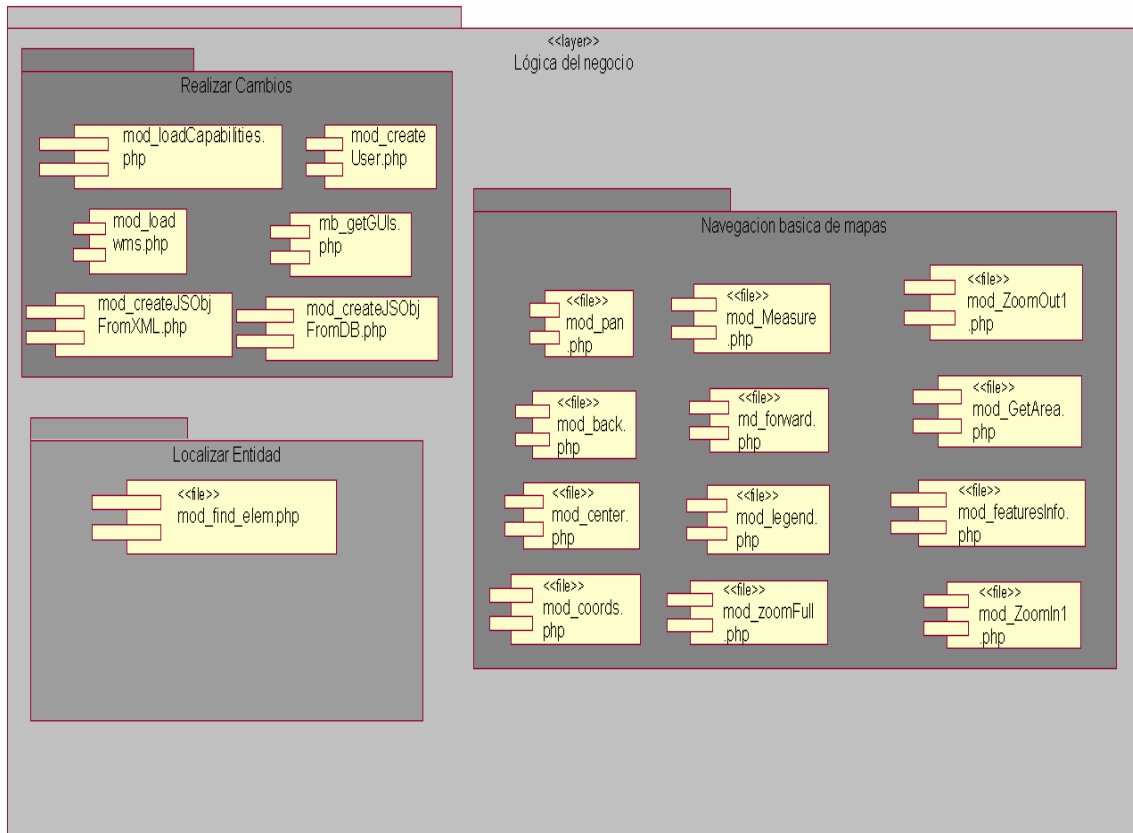 <<layer>>
Lógica del negocio
Realizar Cambios
mod_loadCapabilities.
php
mod_create
User.php
mod_load
wms.php
mb_getGUIs.
php
mod_createJSObj
FromXML.php
mod_createJSObj
FromDB.php
Localizar Entidad
<<file>>
mod_find_elem.php
Navegacion basica de mapas
<<file>>
mod_pan
.php
<<file>>
mod_Measure
.php
<<file>>
mod_ZoomOut1
.php
<<file>>
mod_back.
php
<<file>>
md_forward.
php
<<file>>
mod_GetArea.
php
<<file>>
mod_center.
php
<<file>>
mod_legend.
php
<<file>>
mod_featuresInfo.
php
<<file>>
mod_coords.
php
<<file>>
mod_zoomFull
.php
<<file>>
mod_ZoomIn1
.php